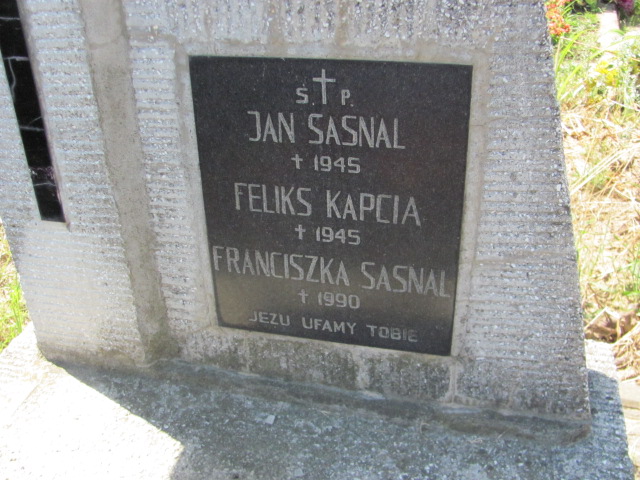 Ś. P.
JAN SASNAL
† 1945
FELIKS KAPCIA
† 1945
FRANCISZKA SASNAL
† 1990
JEZU UFAMY TOBIE